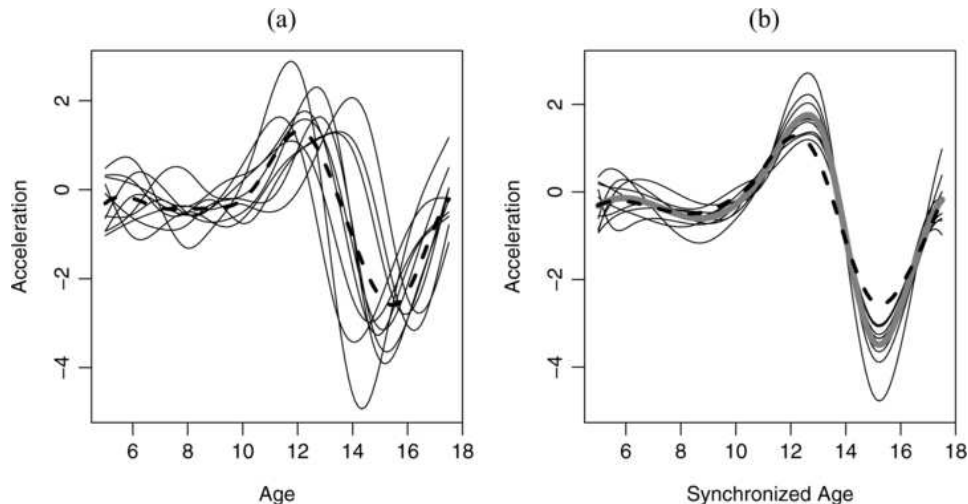 (a)
(b)
Acceleration
2
0
−2
−4
6 8 10 12 14 16 18
Age
Acceleration
2
0
−2
−4
6 8 10 12 14 16 18
Synchronized Age